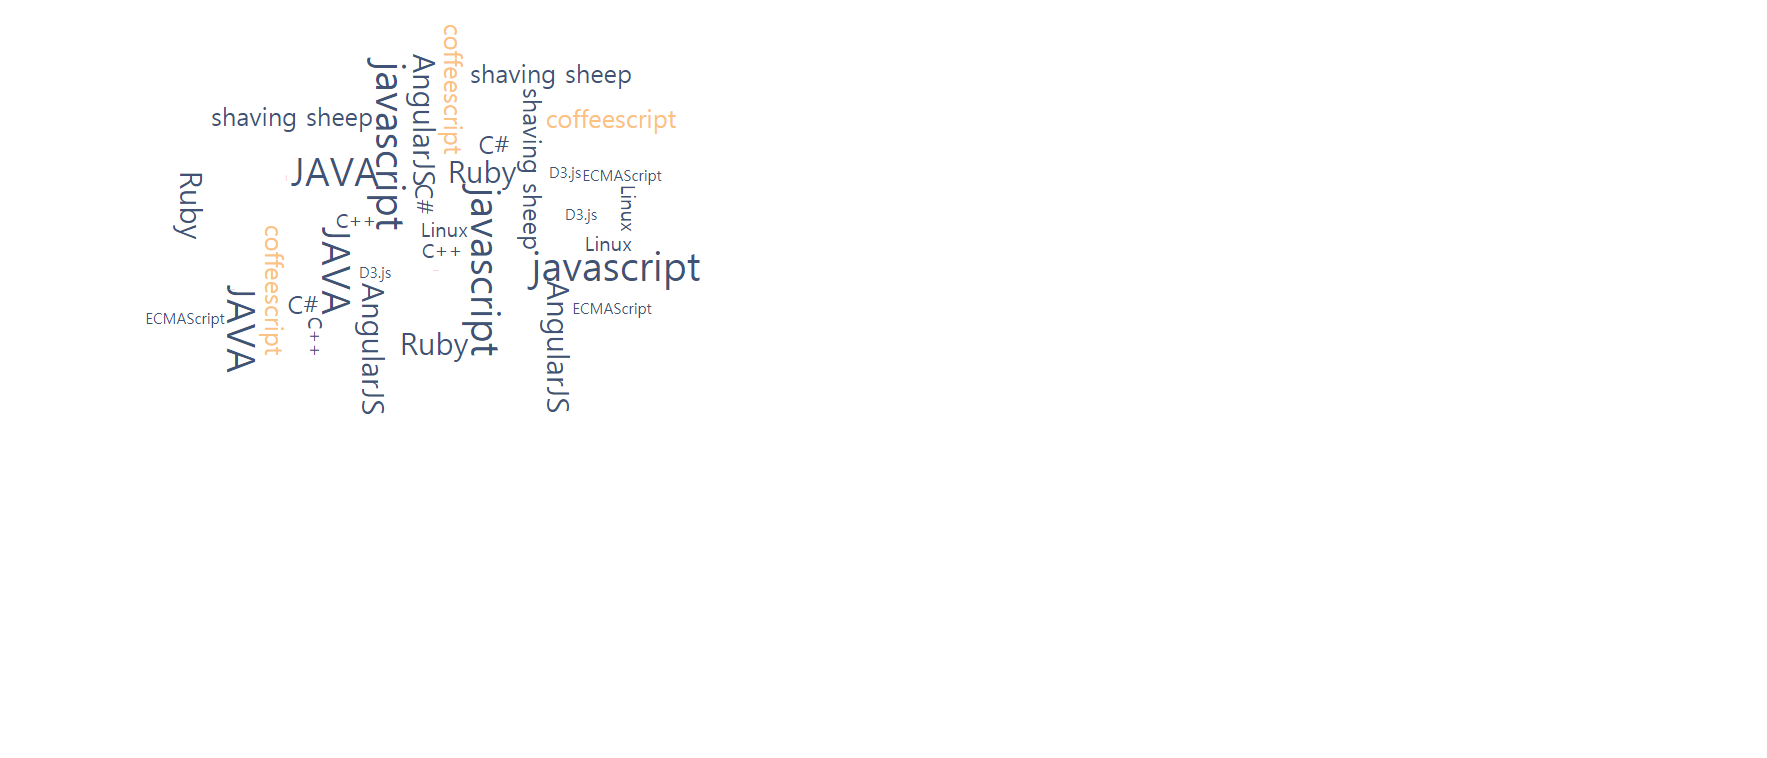 coffeescript
AngularJS
javascript
shaving sheep
shaving sheep
coffeescript
shaving sheep
C#
JAVA
Ruby
D3.js
ECMAScript
Ruby
C#
javascript
Linux
D3.js
C++
Linux
C++
Linux
coffeescript
JAVA
javascript
D3.js
AngularJS
AngularJS
JAVA
C#
ECMAScript
ECMAScript
C++
Ruby